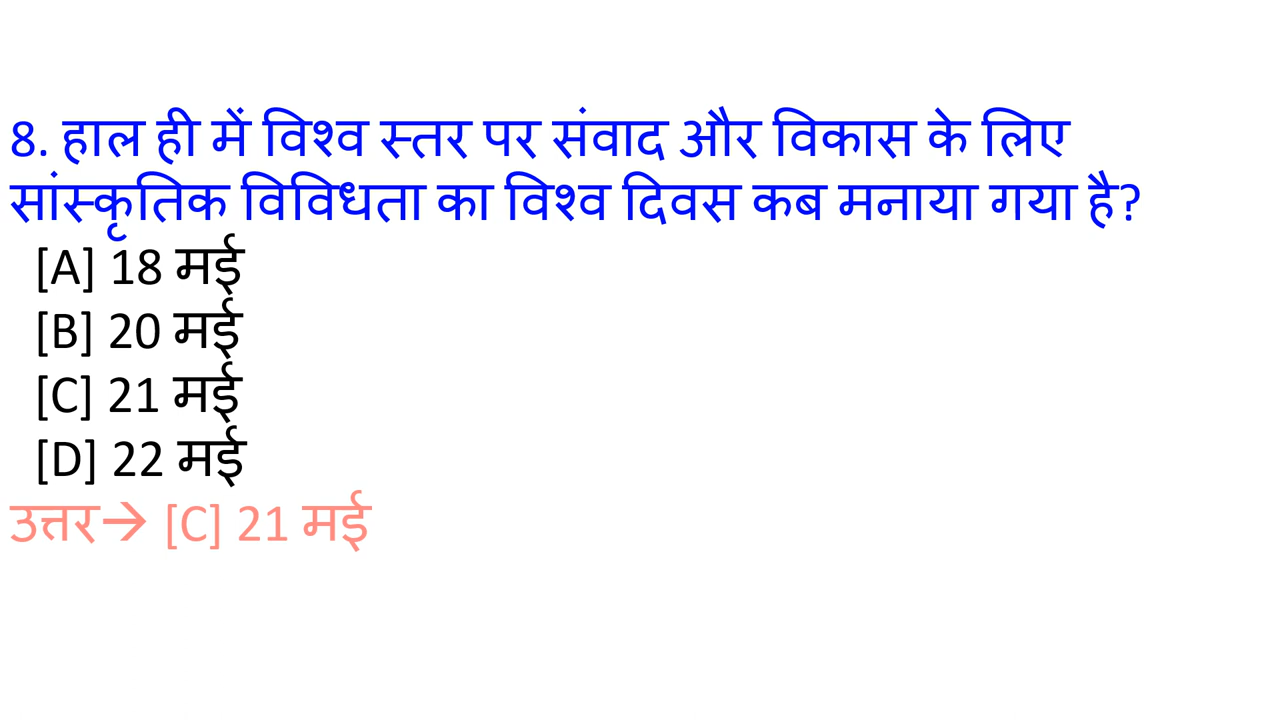 8. हाल ही में विश्व स्तर पर संवाद और विकास के लिए
सांस्कृतिक विविधता का विश्व दिवस कब मनाया गया है?
[A] 18 मई
[B] 20 मई
[C] 21 मई
[D] 22 मई
उत्तर→ [C] 21 मई